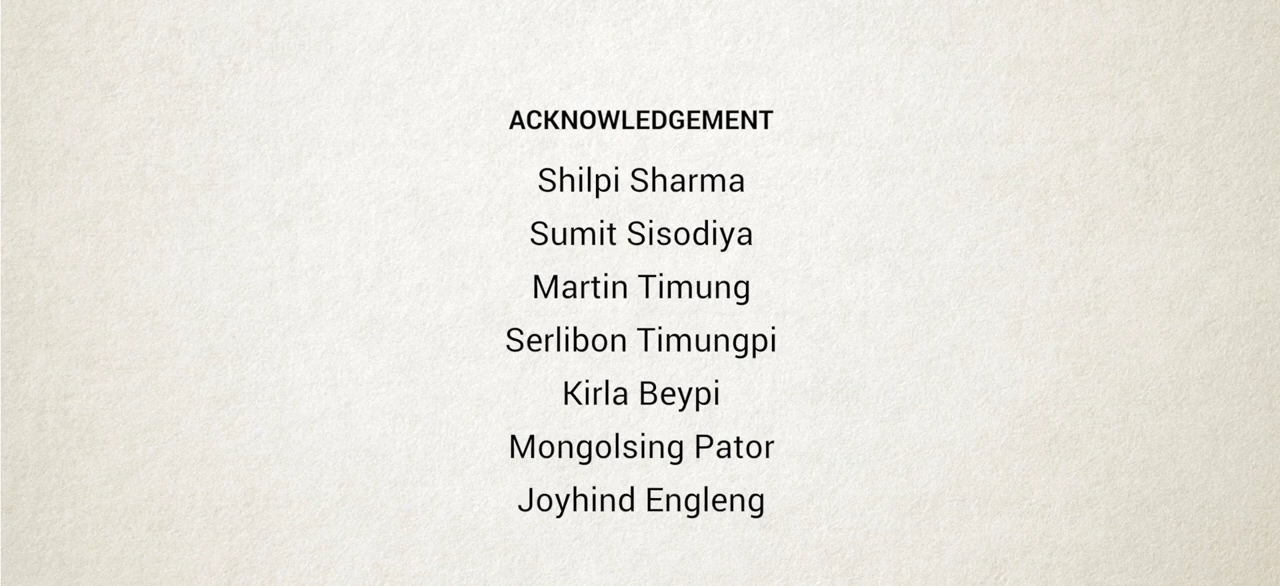 ACKNOWLEDGEMENT
Shilpi Sharma
Sumit Sisodiya
Martin Timung
Serlibon Timungpi
Kirla Beypi
Mongolsing Pator
Joyhind Engleng